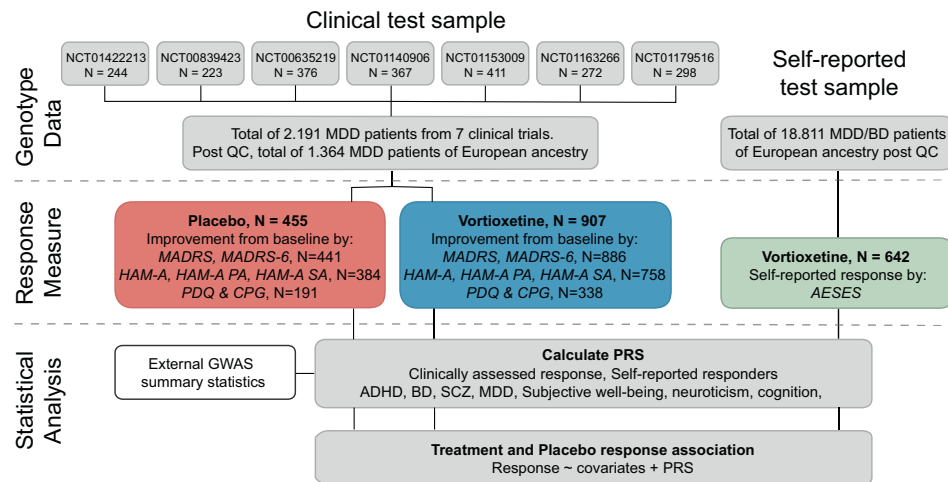 Clinical test sample
NCT01422213
N = 244
NCT00839423
N = 223
NCT00635219
N = 376
NCT01140906
N = 367
NCT01153009
N = 411
NCT01163266
N = 272
NCT01179516
N = 298
Self-reported
test sample
Genotype
Data
Total of 2.191 MDD patients from 7 clinical trials.
Post QC, total of 1.364 MDD patients of European ancestry
Total of 18.811 MDD/BD patients
of European ancestry post QC
Response
Measure
Placebo, N = 455
Improvement from baseline by:
MADRS, MADRS-6, N=441
HAM-A, HAM-A PA, HAM-A SA, N=384
PDQ & CPG, N=191
Vortioxetine, N = 907
Improvement from baseline by:
MADRS, MADRS-6, N=886
HAM-A, HAM-A PA, HAM-A SA, N=758
PDQ & CPG, N=338
Vortioxetine, N = 642
Self-reported response by:
AESES
Statistical
Analysis
External GWAS
summary statistics
Calculate PRS
Clinically assessed response, Self-reported responders
ADHD, BD, SCZ, MDD, Subjective well-being, neuroticism, cognition,
Treatment and Placebo response association
Response ~ covariates + PRS